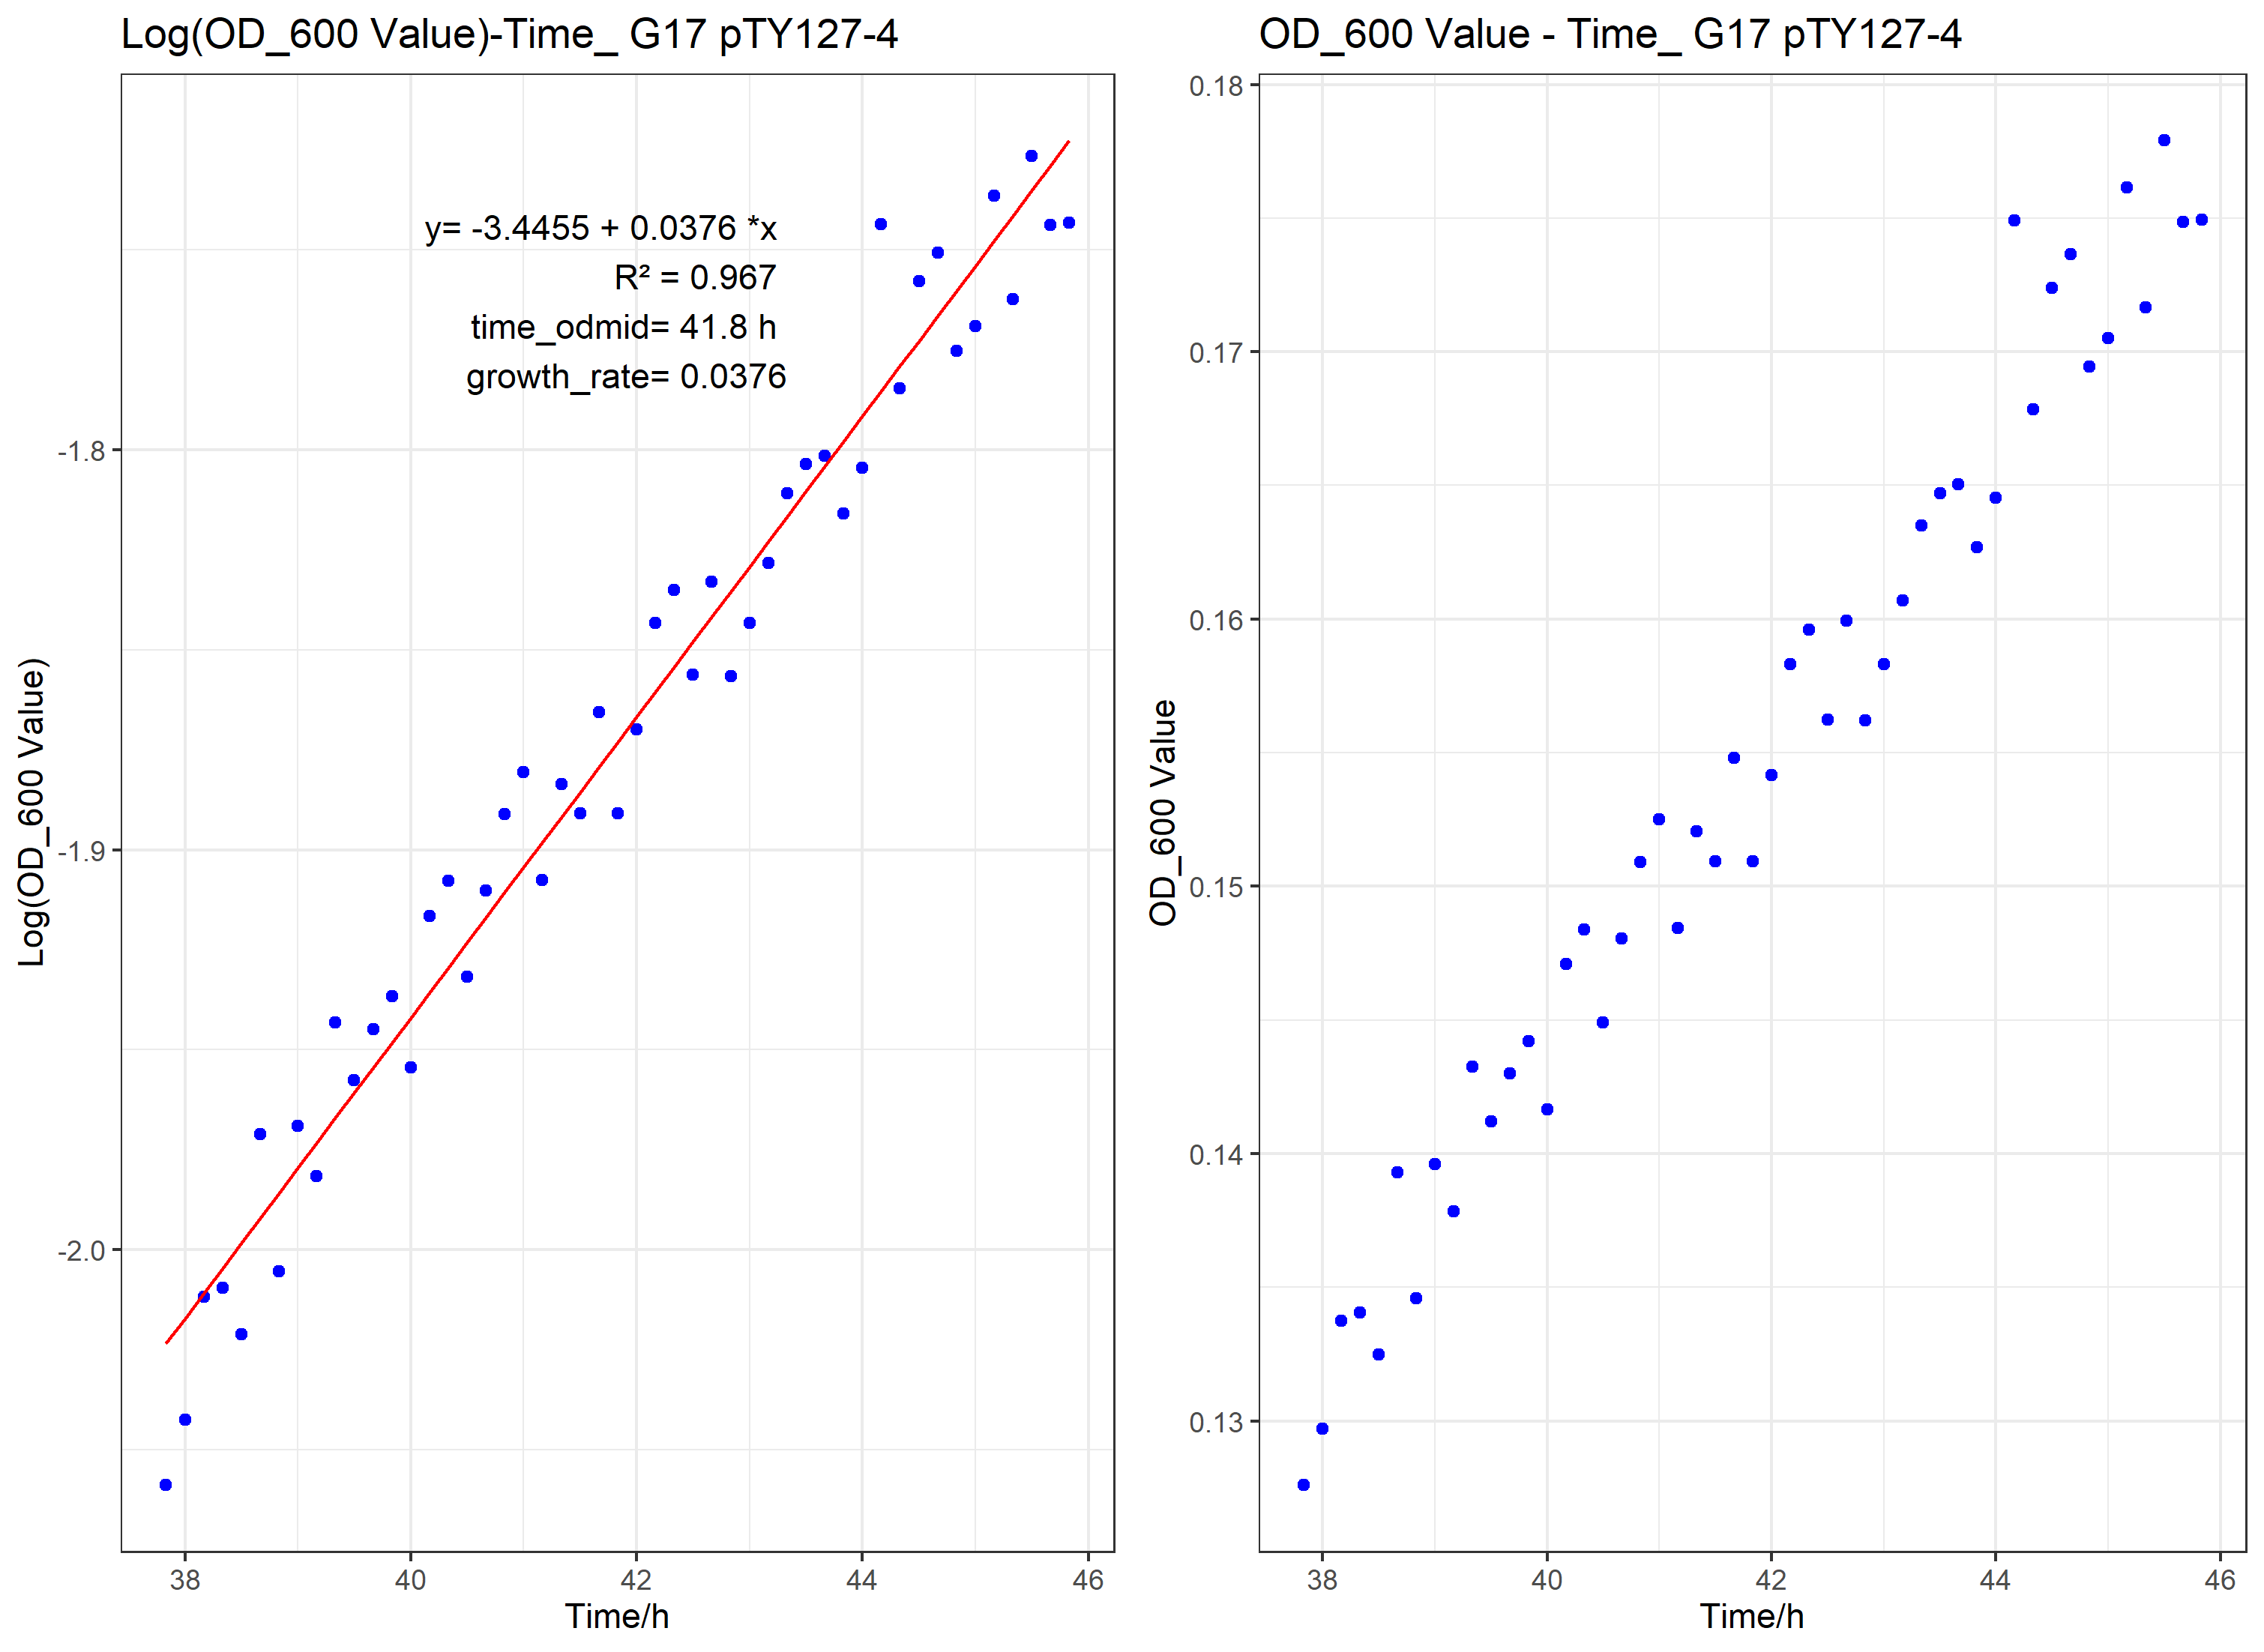 Log(OD_600 Value)-Time_ G17 pTY127-4
y= -3.4455 + 0.0376 *x
R² = 0.967
time_odmid= 41.8 h
growth_rate= 0.0376
-1.8
-1.9
-2.0
Log(OD_600 Value)
38 40 42 44 46
Time/h
OD_600 Value - Time_ G17 pTY127-4
0.18
0.17
0.16
0.15
0.14
0.13
OD_600 Value
38 40 42 44 46
Time/h